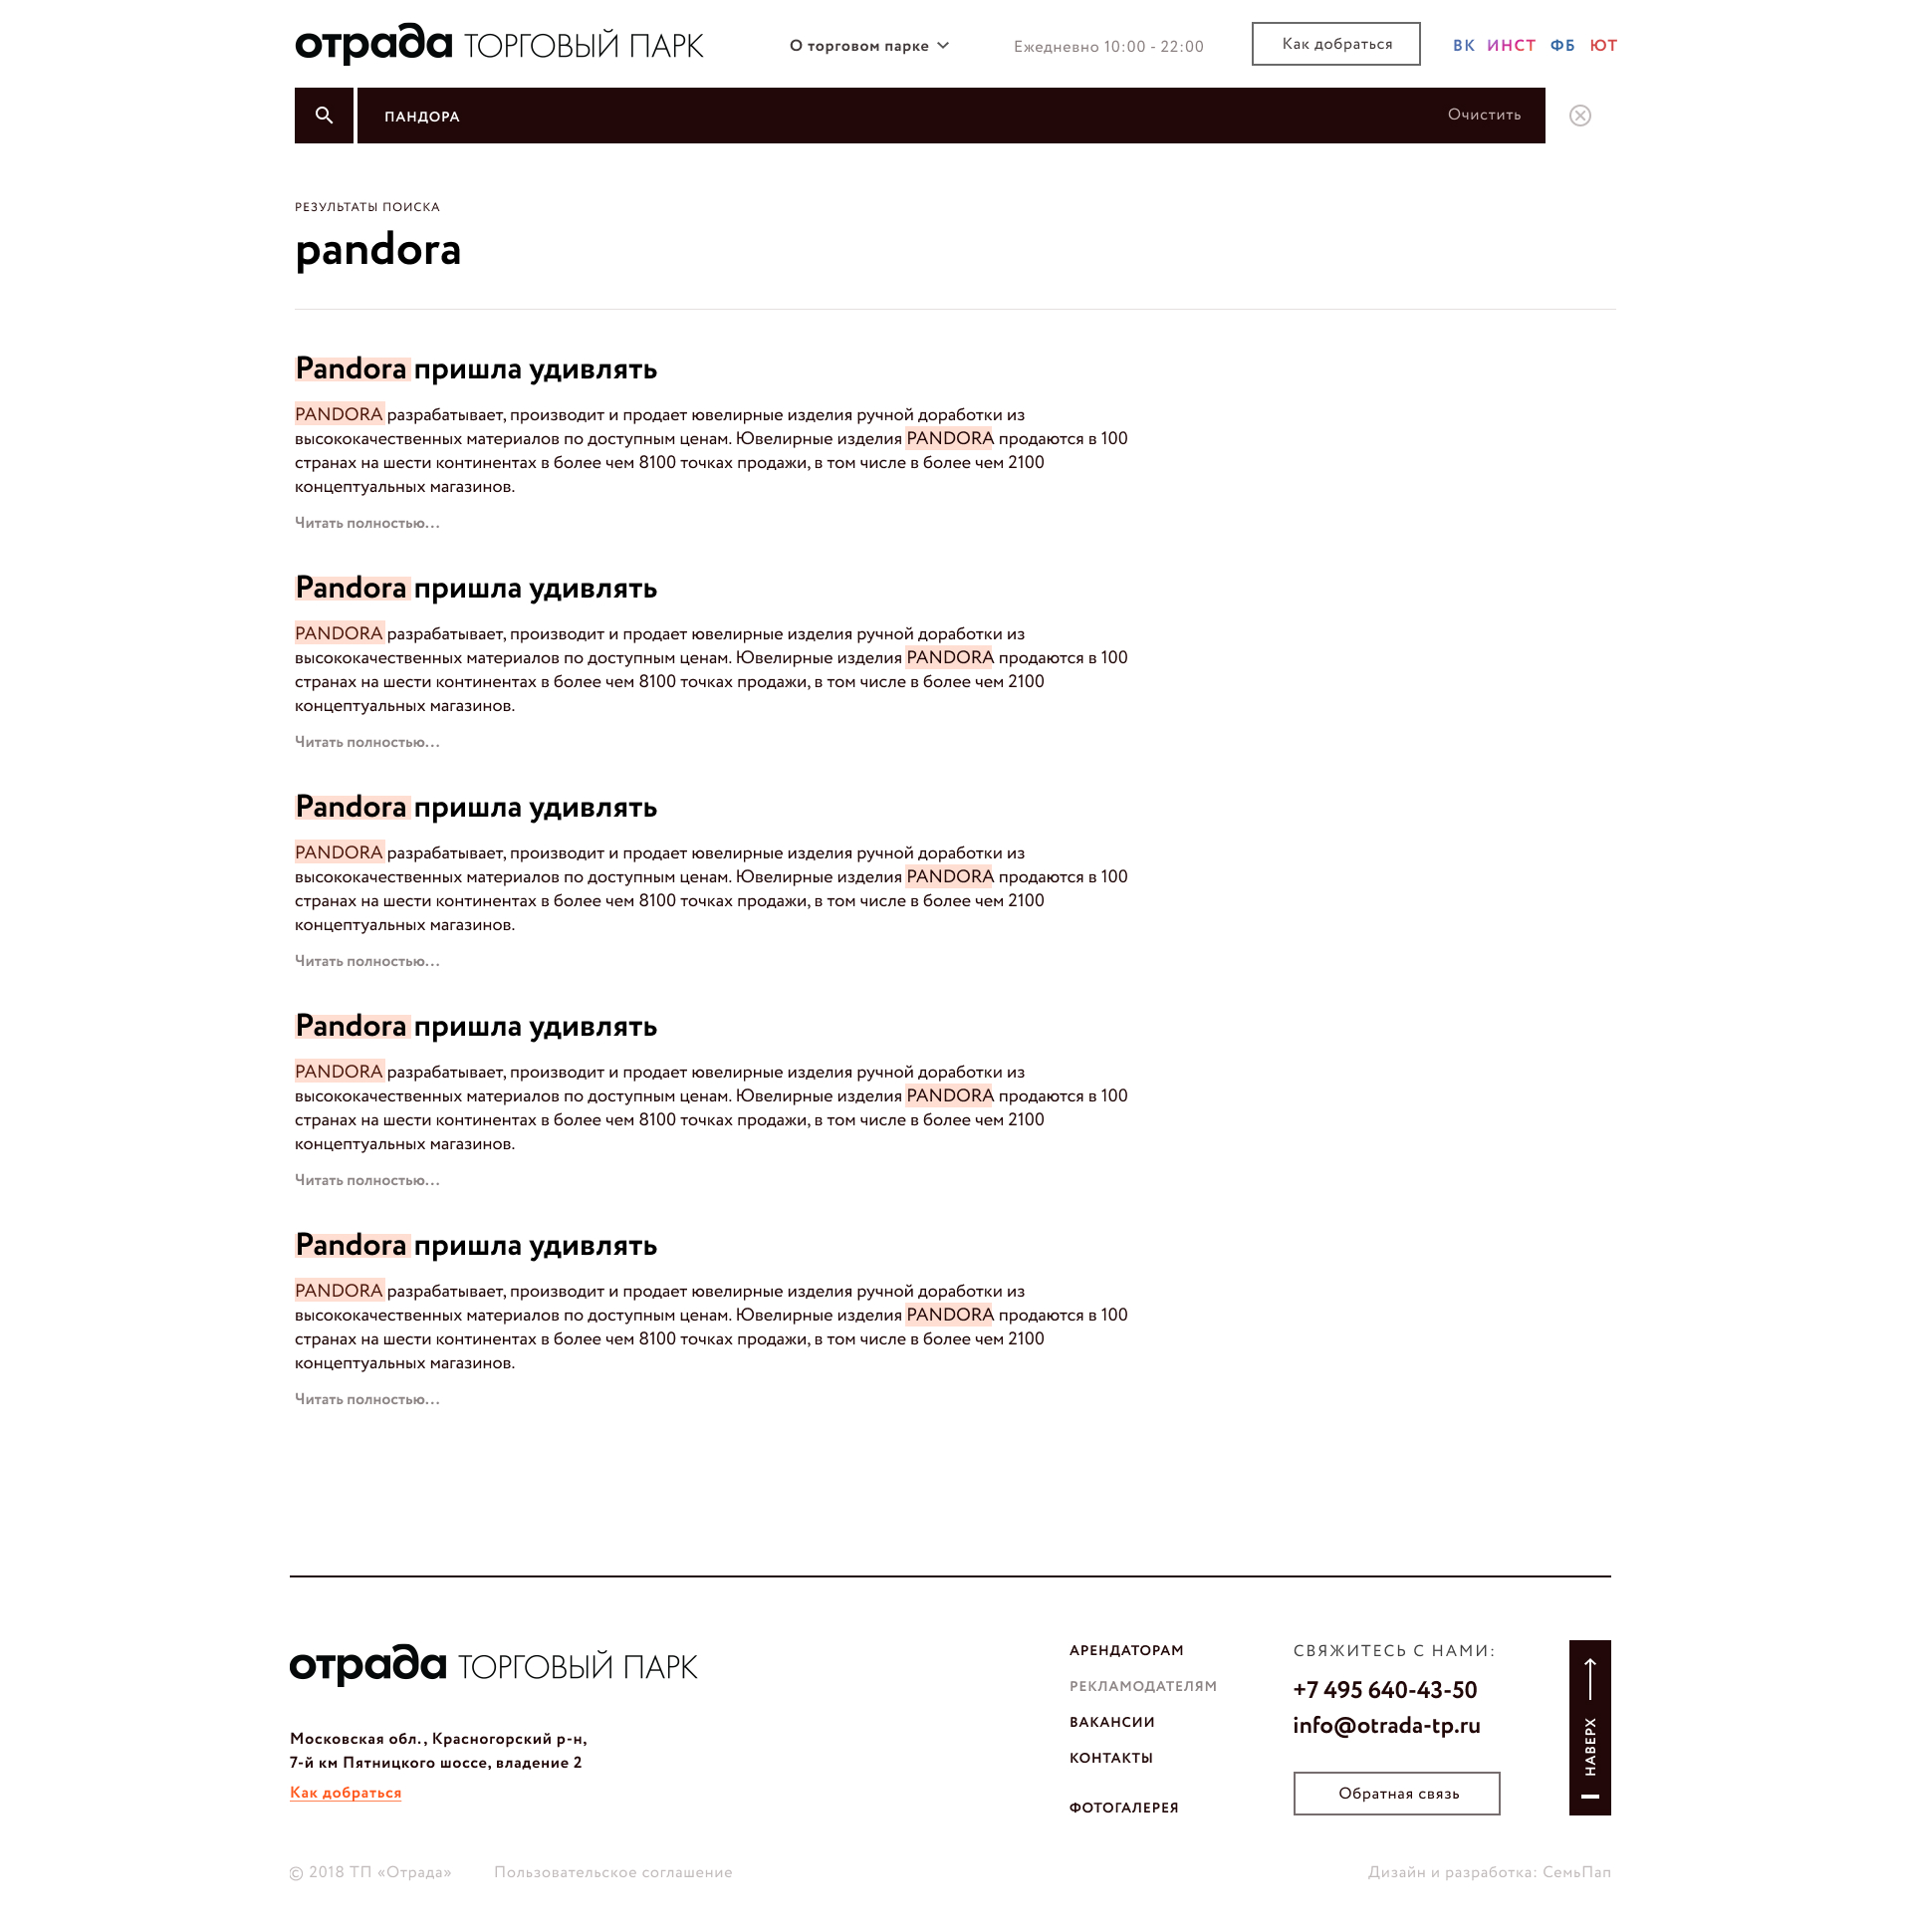 отрада ТОРГОВЫЙ ПАРК
О торговом парке
Ежедневно 10:00 - 22:00
Как добраться
ВК ИНСТ ФБ ЮТ
ПАНДОРА
Очистить
РЕЗУЛЬТАТЫ ПОИСКА
pandora
Pandora пришла удивлять
PANDORA разрабатывает, производит и продает ювелирные изделия ручной доработки из
высококачественных материалов по доступным ценам. Ювелирные изделия PANDORA продаются в 100
странах на шести континентах в более чем 8100 точках продажи, в том числе в более чем 2100
концептуальных магазинов.
Читать полностью...
Pandora пришла удивлять
PANDORA разрабатывает, производит и продает ювелирные изделия ручной доработки из
высококачественных материалов по доступным ценам. Ювелирные изделия PANDORA продаются в 100
странах на шести континентах в более чем 8100 точках продажи, в том числе в более чем 2100
концептуальных магазинов.
Читать полностью...
Pandora пришла удивлять
PANDORA разрабатывает, производит и продает ювелирные изделия ручной доработки из
высококачественных материалов по доступным ценам. Ювелирные изделия PANDORA продаются в 100
странах на шести континентах в более чем 8100 точках продажи, в том числе в более чем 2100
концептуальных магазинов.
Читать полностью...
Pandora пришла удивлять
PANDORA разрабатывает, производит и продает ювелирные изделия ручной доработки из
высококачественных материалов по доступным ценам. Ювелирные изделия PANDORA продаются в 100
странах на шести континентах в более чем 8100 точках продажи, в том числе в более чем 2100
концептуальных магазинов.
Читать полностью...
Pandora пришла удивлять
PANDORA разрабатывает, производит и продает ювелирные изделия ручной доработки из
высококачественных материалов по доступным ценам. Ювелирные изделия PANDORA продаются в 100
странах на шести континентах в более чем 8100 точках продажи, в том числе в более чем 2100
концептуальных магазинов.
Читать полностью...
отрада ТОРГОВЫЙ ПАРК
Московская обл., Красногорский р-н,
7-й км Пятницкого шоссе, владение 2
Как добраться
АРЕНДАТОРАМ
РЕКЛАМОДАТЕЛЯМ
ВАКАНСИИ
КОНТАКТЫ
ФОТОГАЛЕРЕЯ
СВЯЖИТЕСЬ С НАМИ:
+7 495 640-43-50
info@otrada-tp.ru
Обратная связь
НАВЕРХ
© 2018 ТП «Отрада»
Пользовательское соглашение
Дизайн и разработка: СемьПап